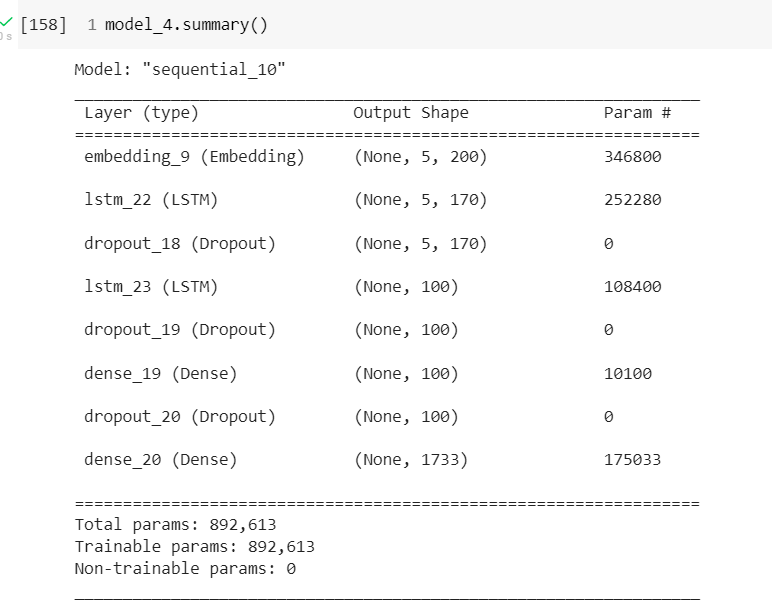 [158] 1 model_4.summary()
0s
Model: "sequential_10"
Layer (type) Output Shape Param #
=================================================================
embedding_9 (Embedding) (None, 5, 200) 346800
lstm_22 (LSTM) (None, 5, 170) 252280
dropout_18 (Dropout) (None, 5, 170) 0
lstm_23 (LSTM) (None, 100) 108400
dropout_19 (Dropout) (None, 100) 0
dense_19 (Dense) (None, 100) 10100
dropout_20 (Dropout) (None, 100) 0
dense_20 (Dense) (None, 1733) 175033
=================================================================
Total params: 892,613
Trainable params: 892,613
Non-trainable params: 0